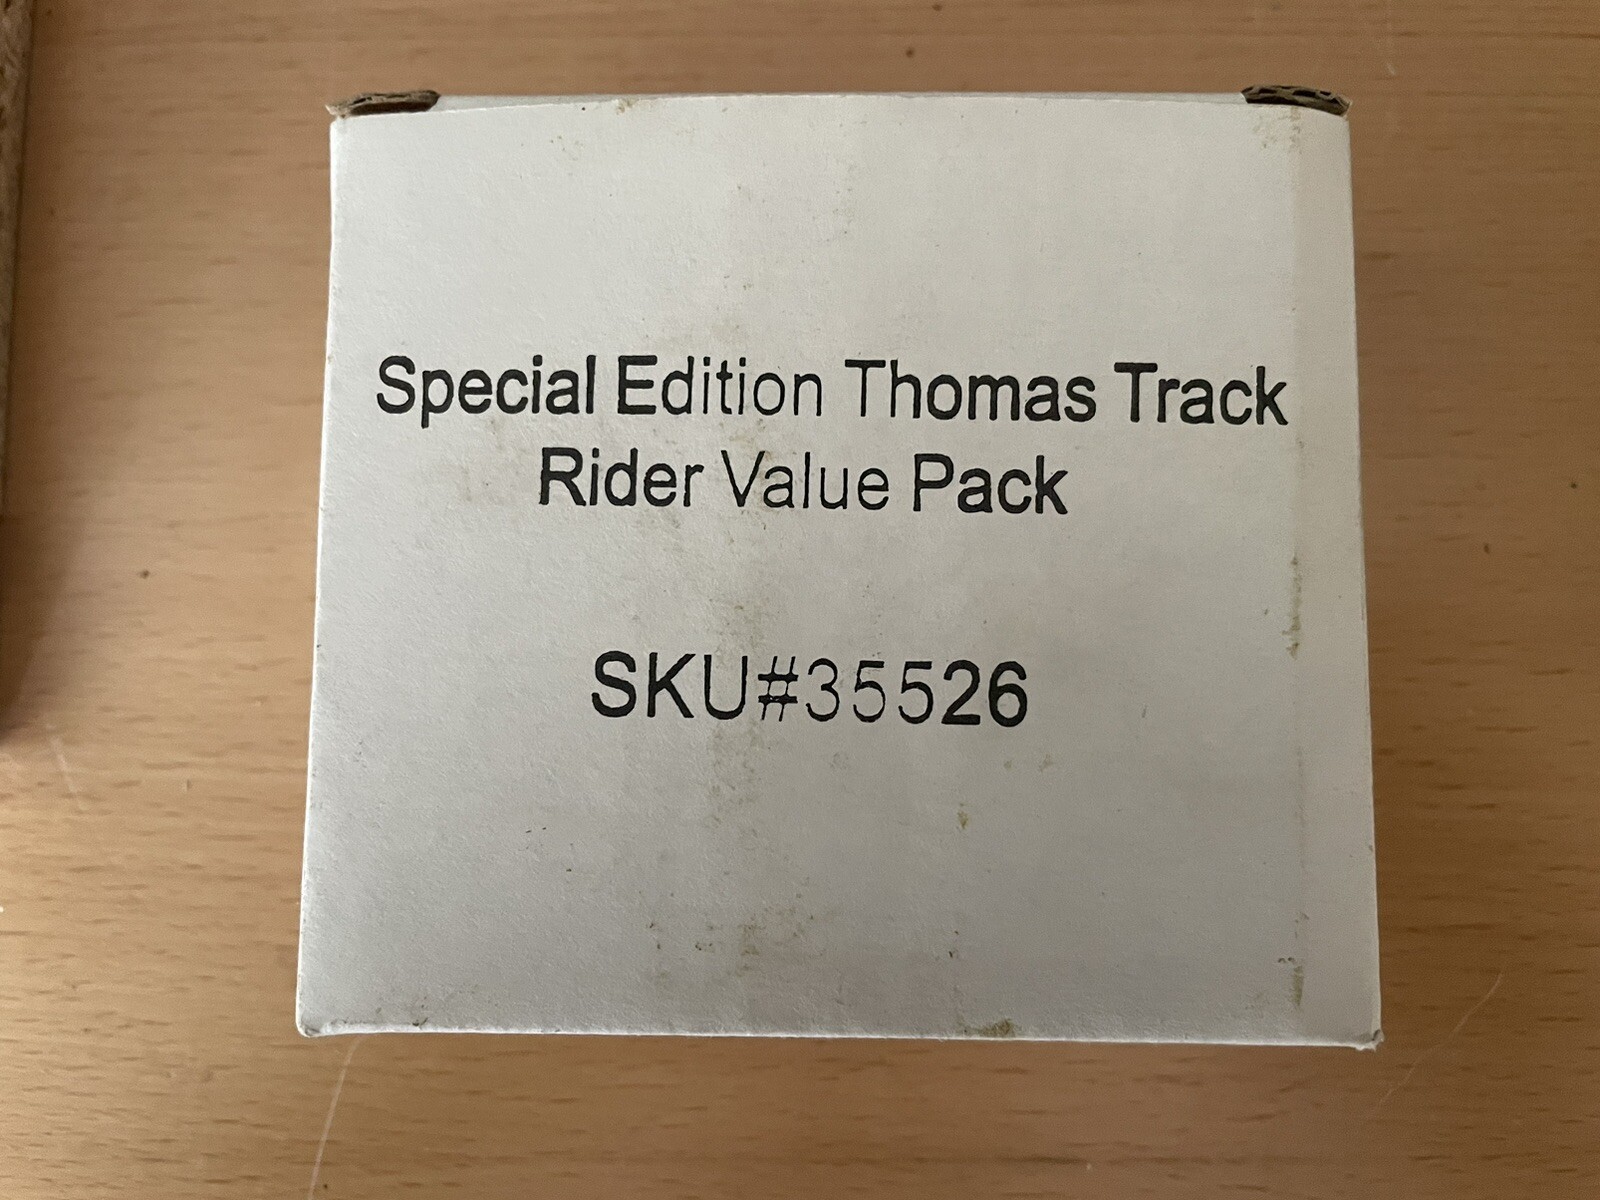 Special Edition Thomas Track
Rider Value Pack
SKU#35526